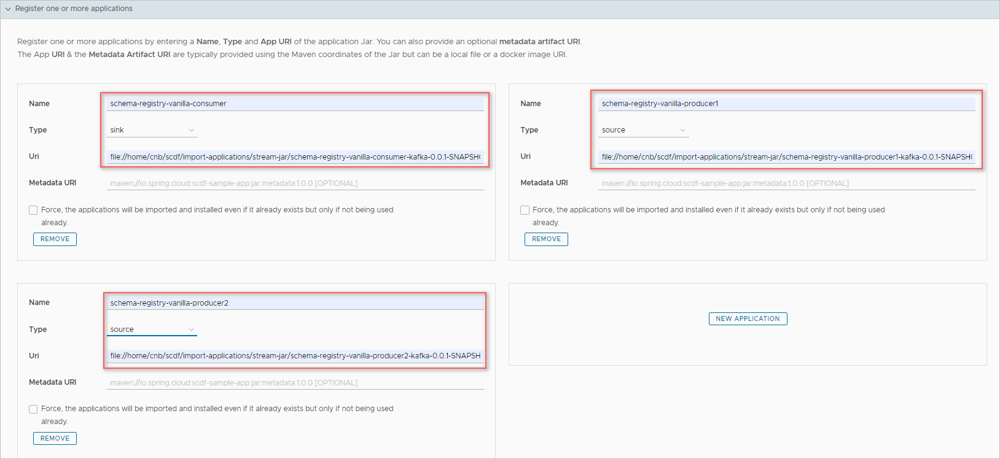 Register one or more applications
Register one or more applications by entering a Name, Type and App URI of the application Jar. You can also provide an optional metadata artifact URI.
The App URI & the Metadata Artifact URI are typically provided using the Maven coordinates of the Jar but can be a local file or a docker image URI.
Name
schema-registry-vanilla-consumer
Type
sink
Uri
file://home/cnb/scdf/import-applications/stream-jar/schema-registry-vanilla-consumer-kafka-0.0.1-SNAPSHO
Metadata URI
maven://io.spring.cloud:scdf-sample-app:jar:metadata:1.0.0 [OPTIONAL]
Force, the applications will be imported and installed even if it already exists but only if not being used
already.
REMOVE
Name
schema-registry-vanilla-producer1
Type
source
Uri
file://home/cnb/scdf/import-applications/stream-jar/schema-registry-vanilla-producer1-kafka-0.0.1-SNAPSHO
Metadata URI
maven://io.spring.cloud:scdf-sample-app:jar:metadata:1.0.0 [OPTIONAL]
Force, the applications will be imported and installed even if it already exists but only if not being used
already.
REMOVE
Name
schema-registry-vanilla-producer2
Type
source
Uri
file://home/cnb/scdf/import-applications/stream-jar/schema-registry-vanilla-producer2-kafka-0.0.1-SNAPSH
Metadata URI
maven://io.spring.cloud:scdf-sample-app:jar:metadata:1.0.0 [OPTIONAL]
Force, the applications will be imported and installed even if it already exists but only if not being used
already.
REMOVE
NEW APPLICATION